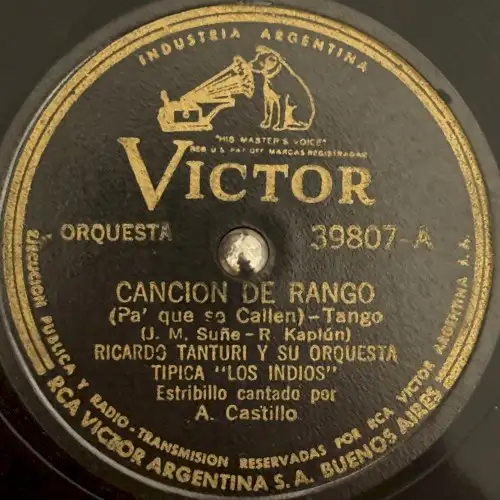 INDUSTRIA ARGENTINA
"HIS MASTER'S VOICE"
REG. U.S. PAT. OFF. MARCAS REGISTRADAS
VICTOR
ORQUESTA 39807-A
CANCION DE RANGO
(Pa' que se Callen)-Tango
(J. M. Suñe-R. Kaplún)
RICARDO TANTURI Y SU ORQUESTA
TIPICA "LOS INDIOS"
Estribillo cantado por
A. Castillo
EJECUCION PUBLICA Y RADIO-TRANSMISION RESERVADAS POR RCA VICTOR ARGENTINA S. A.
RCA VICTOR ARGENTINA S. A. BUENOS AIRES